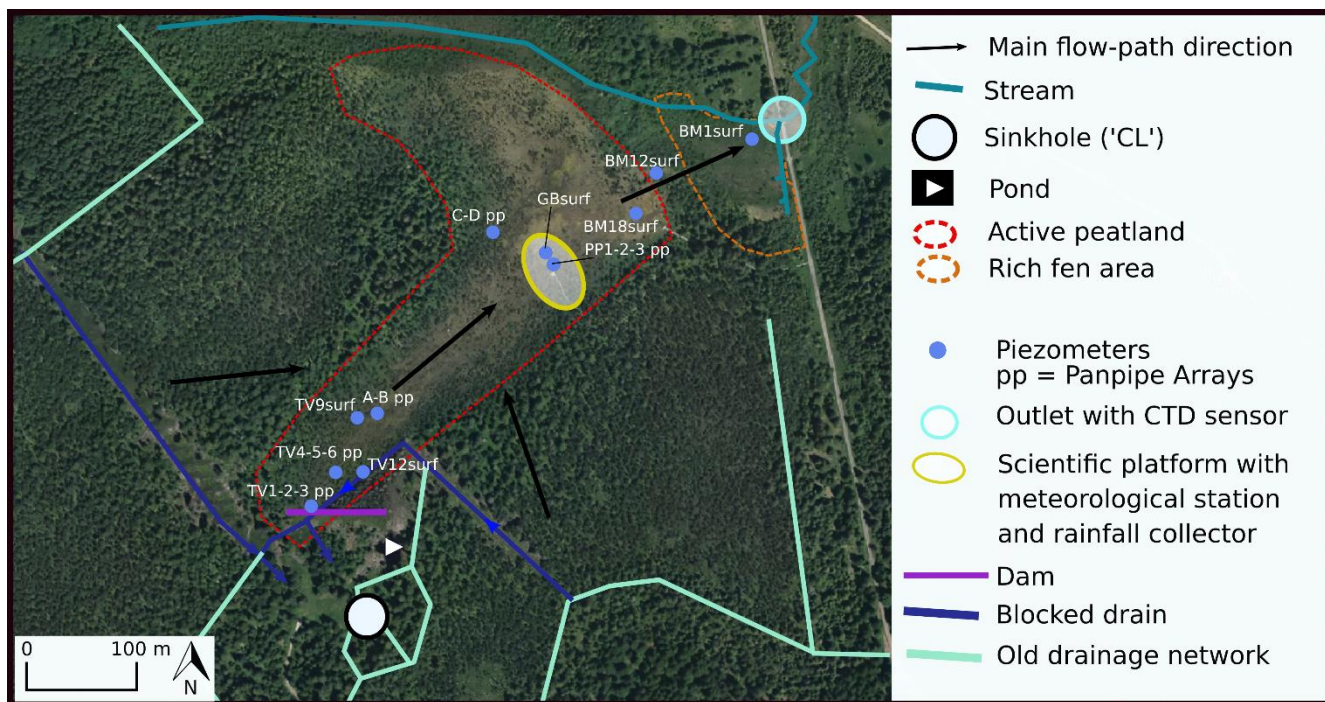 BM1surf
BM12surf
GBsurf
C-D pp
BM18surf
PP1-2-3 pp
A-B pp
TV9surf
TV4-5-6 pp
TV12surf
TV1-2-3 pp
0 100 m
N
Main flow-path direction
Stream
Sinkhole ('CL')
Pond
Active peatland
Rich fen area
Piezometers
pp = Panpipe Arrays
Outlet with CTD sensor
Scientific platform with
meteorological station
and rainfall collector
Dam
Blocked drain
Old drainage network